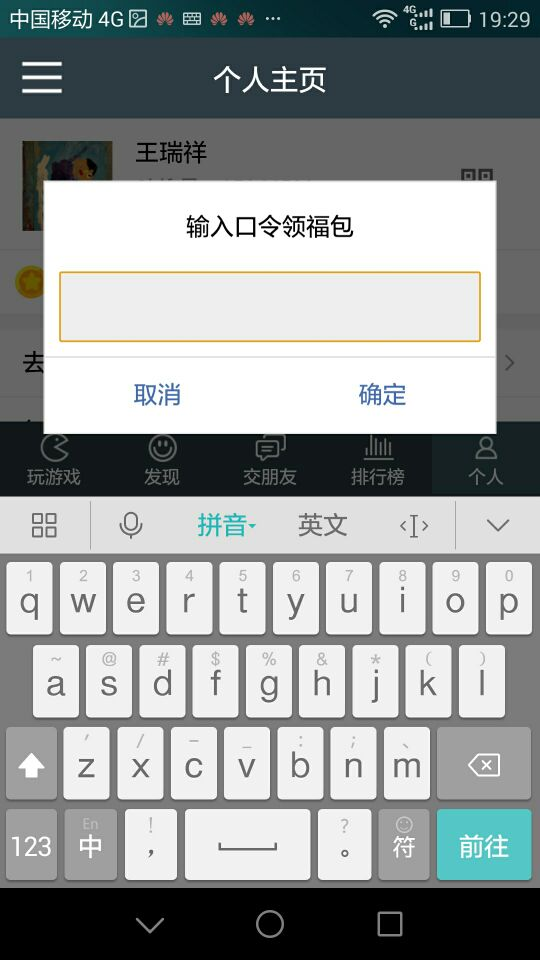 中国移动 4G 4G G 19:29
个人主页
王瑞祥
输入口令领福包
去
取消 确定
玩游戏 发现 交朋友 排行榜 个人
拼音 英文
1 2 3 4 5 6 7 8 9 0
q w e r t y u i o p
~ @ # $ % & * ( )
a s d f g h j k l
' / – _ : ; 、
z x c v b n m
En ! ?
123 中 ， 。 符 前往